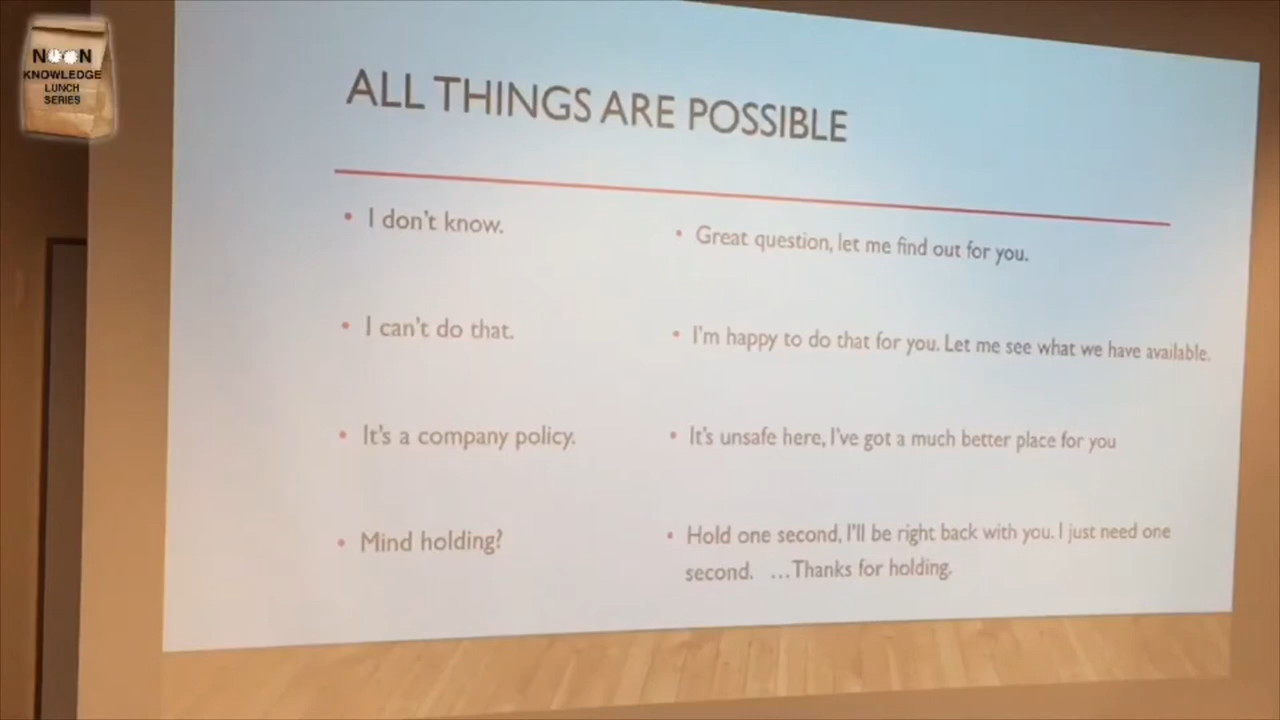 NOON
KNOWLEDGE
LUNCH
SERIES
ALL THINGS ARE POSSIBLE
• I don't know.
• Great question, let me find out for you.
• I can't do that.
• I'm happy to do that for you. Let me see what we have available.
• It's a company policy.
• It's unsafe here, I've got a much better place for you
• Mind holding?
• Hold one second, I'll be right back with you. I just need one
second. ...Thanks for holding.